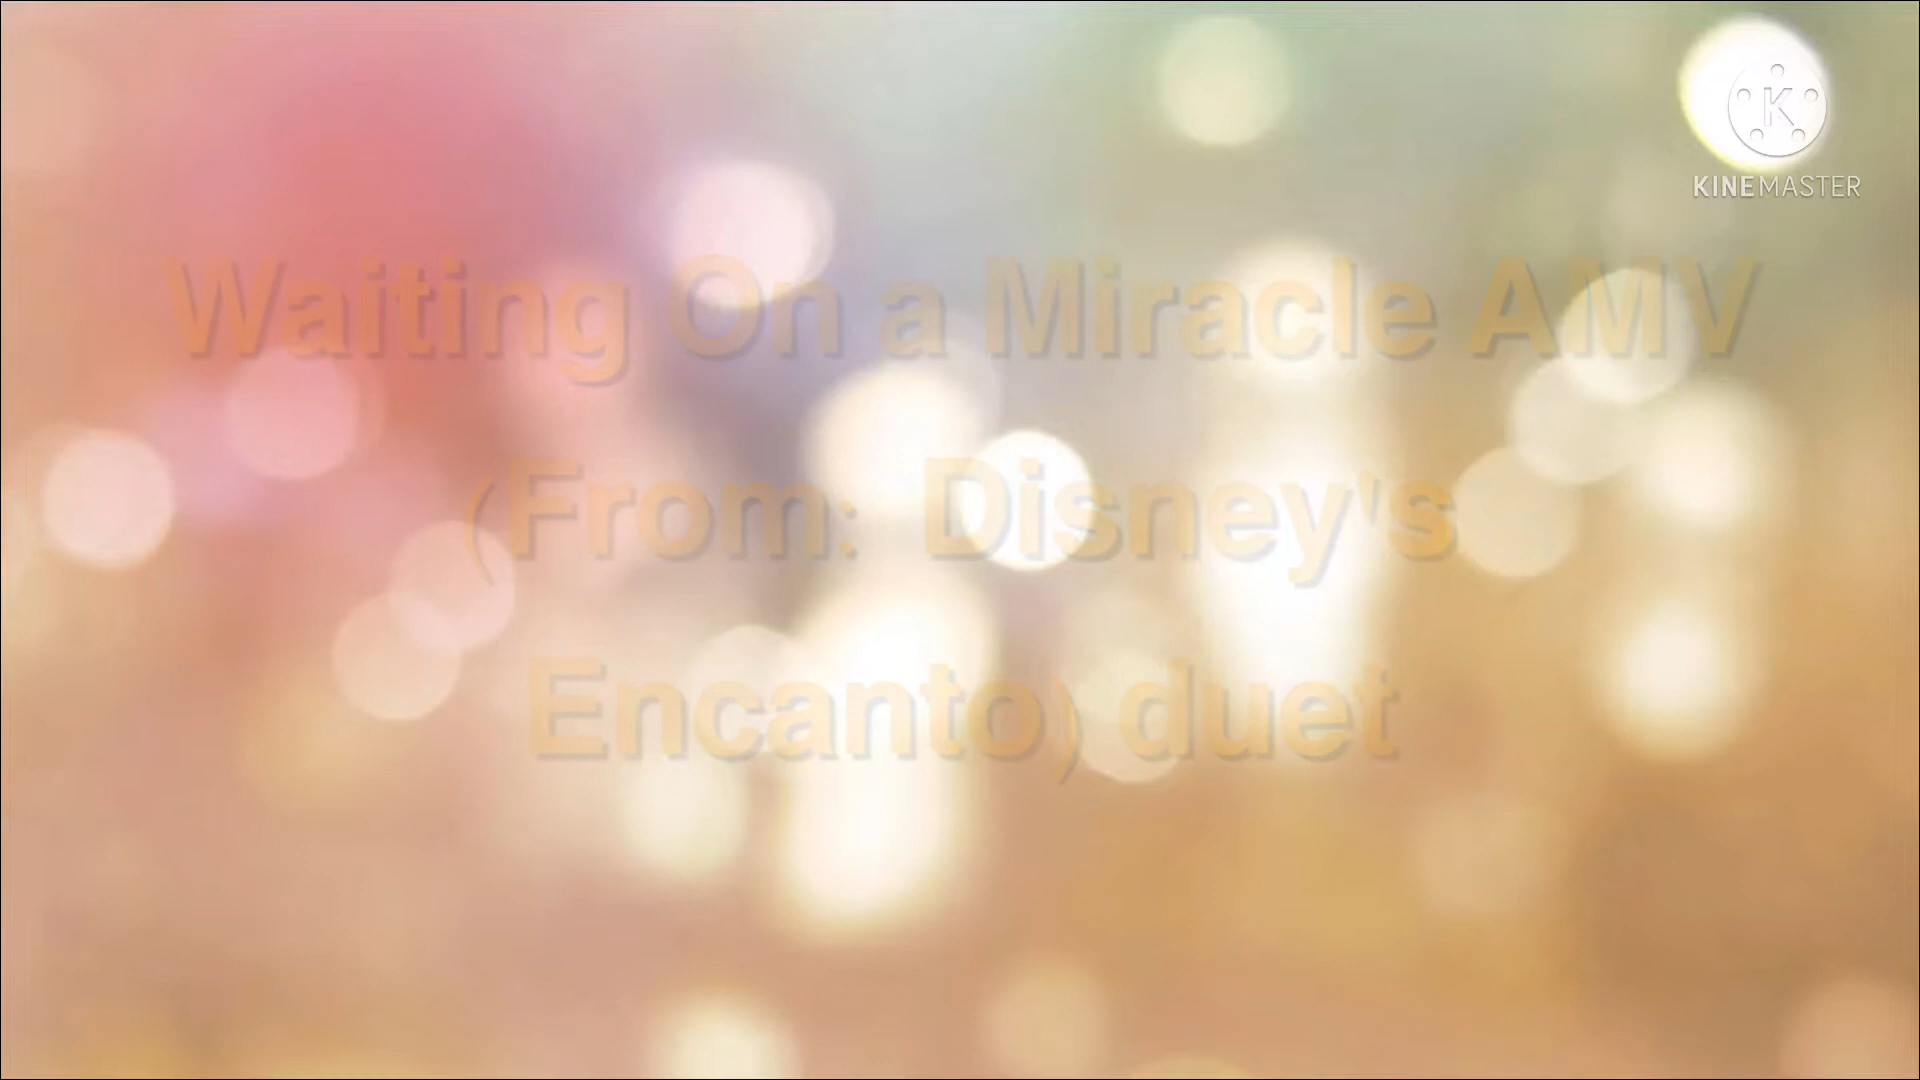 K
KINEMASTER
Waiting On a Miracle AMV
(From: Disney's
Encanto) duet